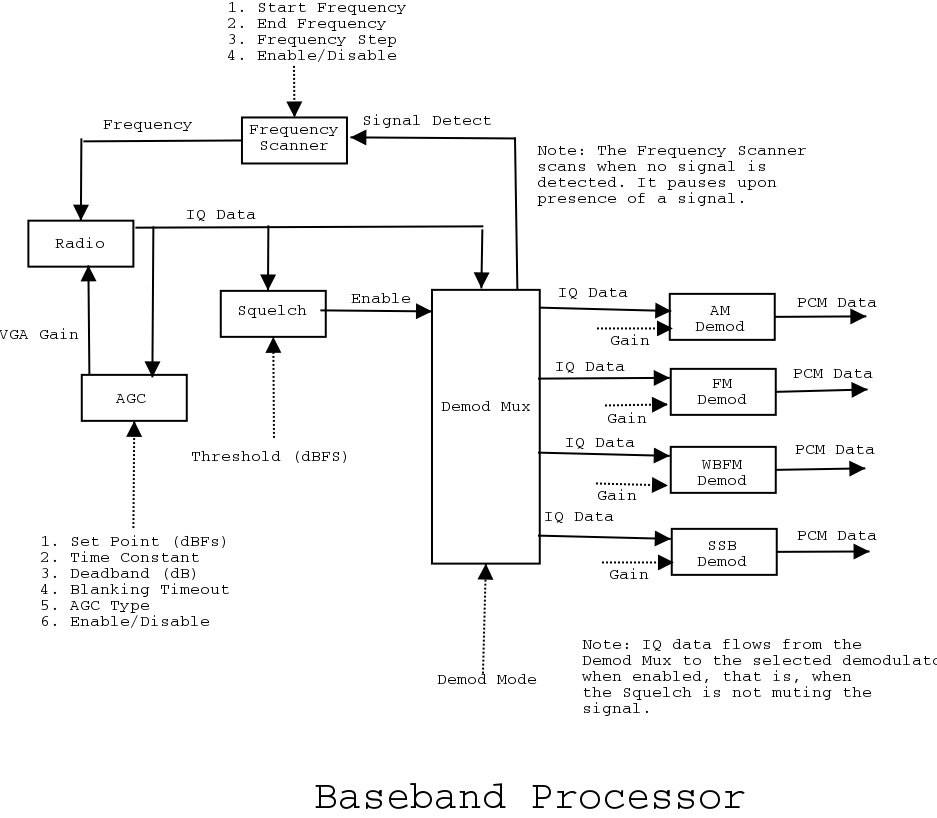 1. Start Frequency
2. End Frequency
3. Frequency Step
4. Enable/Disable
Frequency
Frequency
Scanner
Signal Detect
Note: The Frequency Scanner
scans when no signal is
detected. It pauses upon
presence of a signal.
IQ Data
Radio
VGA Gain
AGC
Squelch
Enable
Threshold (dBFS)
Demod Mux
IQ Data
Gain
AM
Demod
PCM Data
IQ Data
Gain
FM
Demod
PCM Data
IQ Data
Gain
WBFM
Demod
PCM Data
IQ Data
Gain
SSB
Demod
PCM Data
1. Set Point (dBFs)
2. Time Constant
3. Deadband (dB)
4. Blanking Timeout
5. AGC Type
6. Enable/Disable
Demod Mode
Note: IQ data flows from the
Demod Mux to the selected demodulato
when enabled, that is, when
the Squelch is not muting the
signal.
Baseband Processor